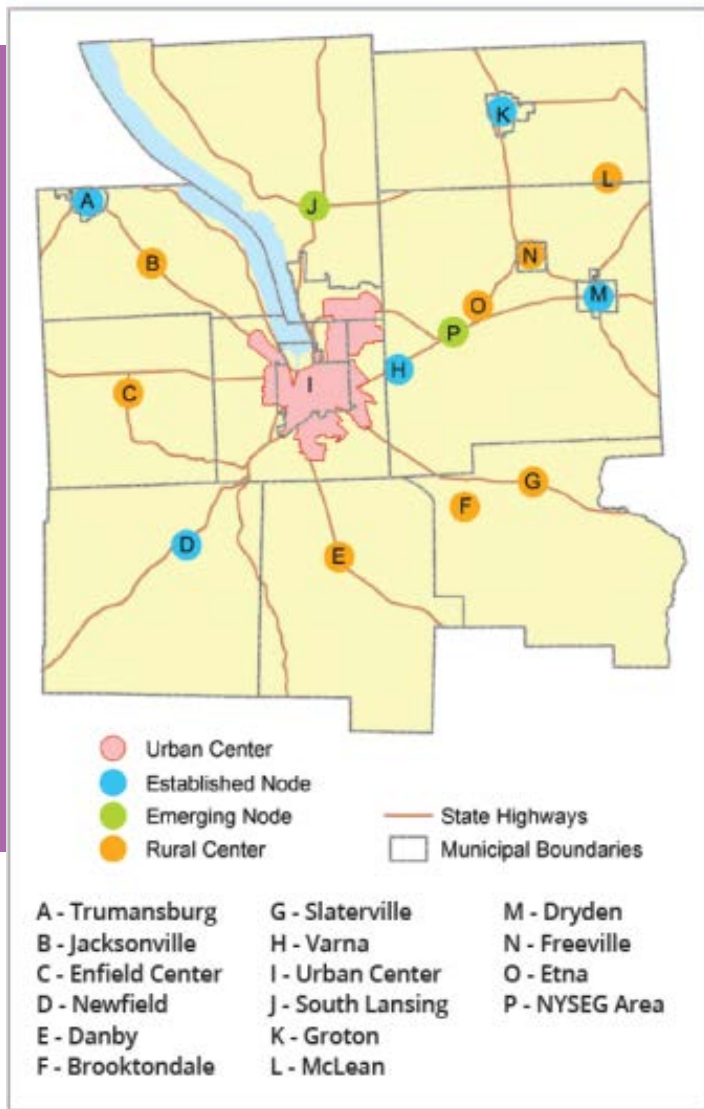 K
L
A
J
B
N
M
O
P
H
I
C
G
F
D
E
Urban Center
Established Node
Emerging Node
Rural Center
State Highways
Municipal Boundaries
A - Trumansburg
B - Jacksonville
C - Enfield Center
D - Newfield
E - Danby
F - Brooktondale
G - Slaterville
H - Varna
I - Urban Center
J - South Lansing
K - Groton
L - McLean
M - Dryden
N - Freeville
O - Etna
P - NYSEG Area